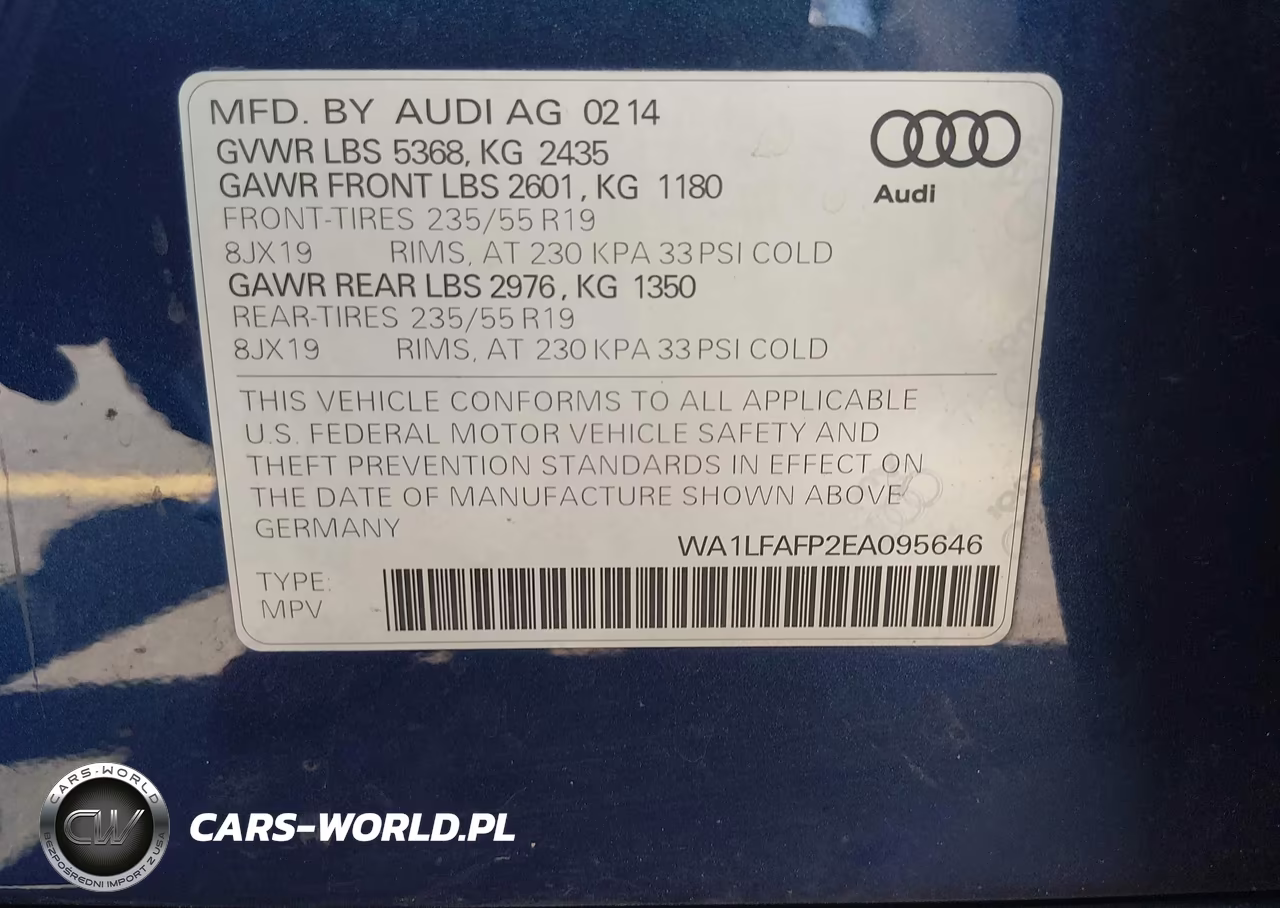 MFD. BY AUDI AG 02 14
GVWR LBS 5368, KG 2435
GAWR FRONT LBS 2601, KG 1180
FRONT-TIRES 235/55 R19
8JX19 RIMS, AT 230 KPA 33 PSI COLD
GAWR REAR LBS 2976, KG 1350
REAR-TIRES 235/55 R19
8JX19 RIMS, AT 230 KPA 33 PSI COLD
Audi
THIS VEHICLE CONFORMS TO ALL APPLICABLE
U.S. FEDERAL MOTOR VEHICLE SAFETY AND
THEFT PREVENTION STANDARDS IN EFFECT ON
THE DATE OF MANUFACTURE SHOWN ABOVE
GERMANY
WA1LFAFP2EA095646
TYPE:
MPV
CARS-WORLD
CW
BEZPOŚREDNI IMPORT Z USA
CARS-WORLD.PL